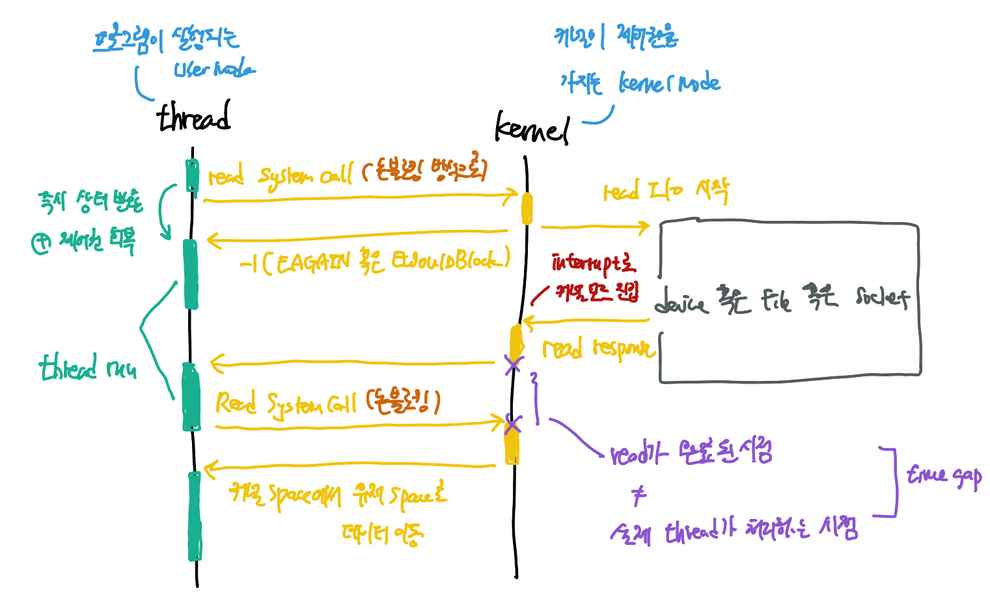 프로그램이 실행되는
User Mode
커널이 제어권을
가지는 kernel Mode
thread
kernel
read System Call (논블로킹 방식으로)
즉시 상태 반환
+ 제어권 회복
read I/O 시작
-1 (EAGAIN 혹은 EWouldBlock)
interrupt로
커널모드 진입
device 혹은 File 혹은 Socket
read response
thread run
Read System Call (논블로킹)
read가 완료된 시점
≠
실제 thread가 처리하는 시점
time gap
커널 Space에서 유저 Space로
데이터 이동